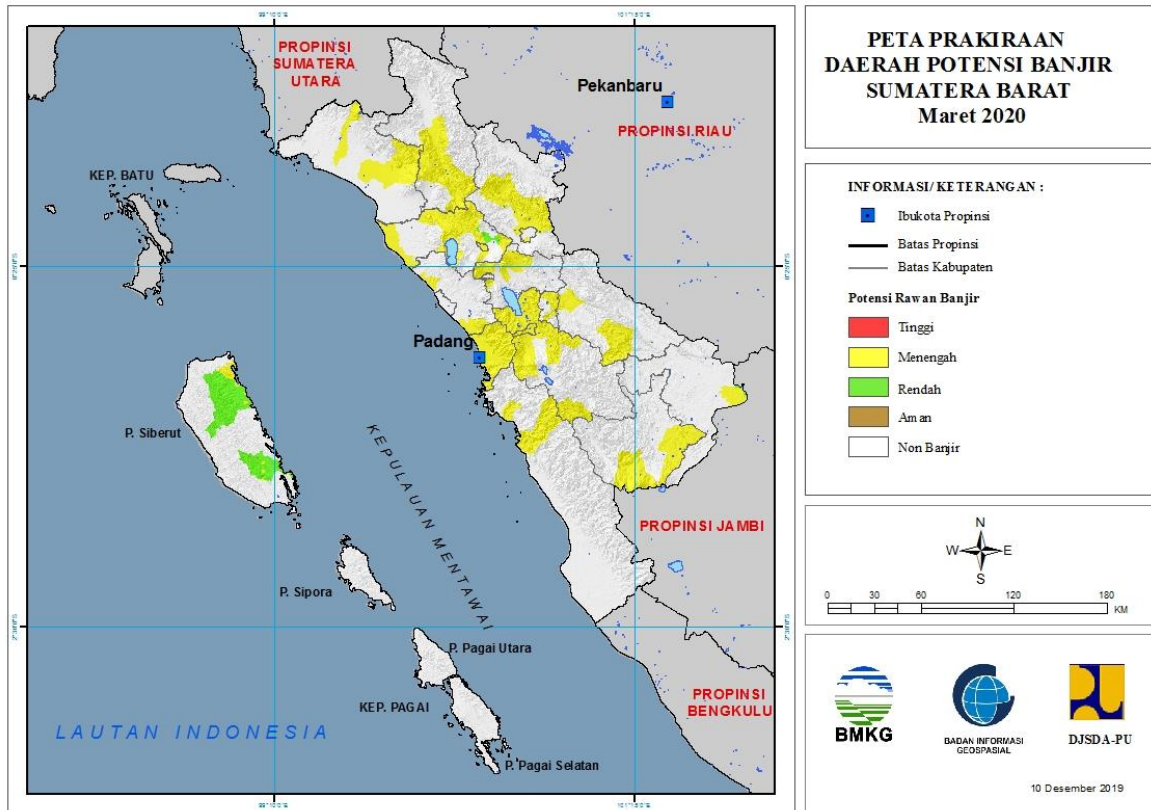 PETA PRAKIRAAN
DAERAH POTENSI BANJIR
SUMATERA BARAT
Maret 2020
PROPINSI
SUMATERA
UTARA
Pekanbaru
PROPINSI RIAU
KEP. BATU
Padang
P. Siberut
KEPULAUAN MENTAWAI
PROPINSI JAMBI
P. Sipora
P. Pagai Utara
KEP. PAGAI
PROPINSI
BENGKULU
LAUTAN INDONESIA
P. Pagai Selatan
INFORMASI/ KETERANGAN :
Ibukota Propinsi
Batas Propinsi
Batas Kabupaten
Potensi Rawan Banjir
Tinggi
Menengah
Rendah
Aman
Non Banjir
N
W E
S
0 30 60 120 180
KM
BMKG
BADAN INFORMASI
GEOSPASIAL
DJSDA-PU
10 Desember 2019